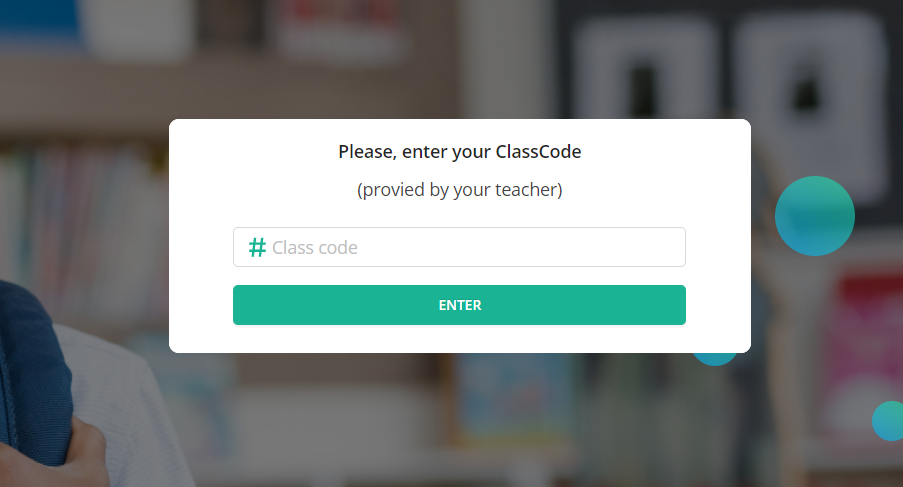 Please, enter your ClassCode
(provied by your teacher)
# Class code
ENTER